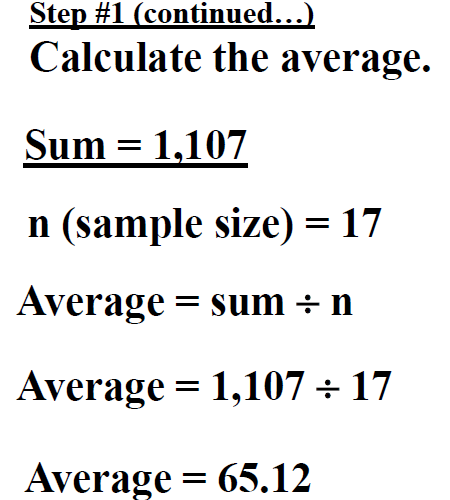 Step #1 (continued…)
Calculate the average.
Sum = 1,107
n (sample size) = 17
Average = sum ÷ n
Average = 1,107 ÷ 17
Average = 65.12